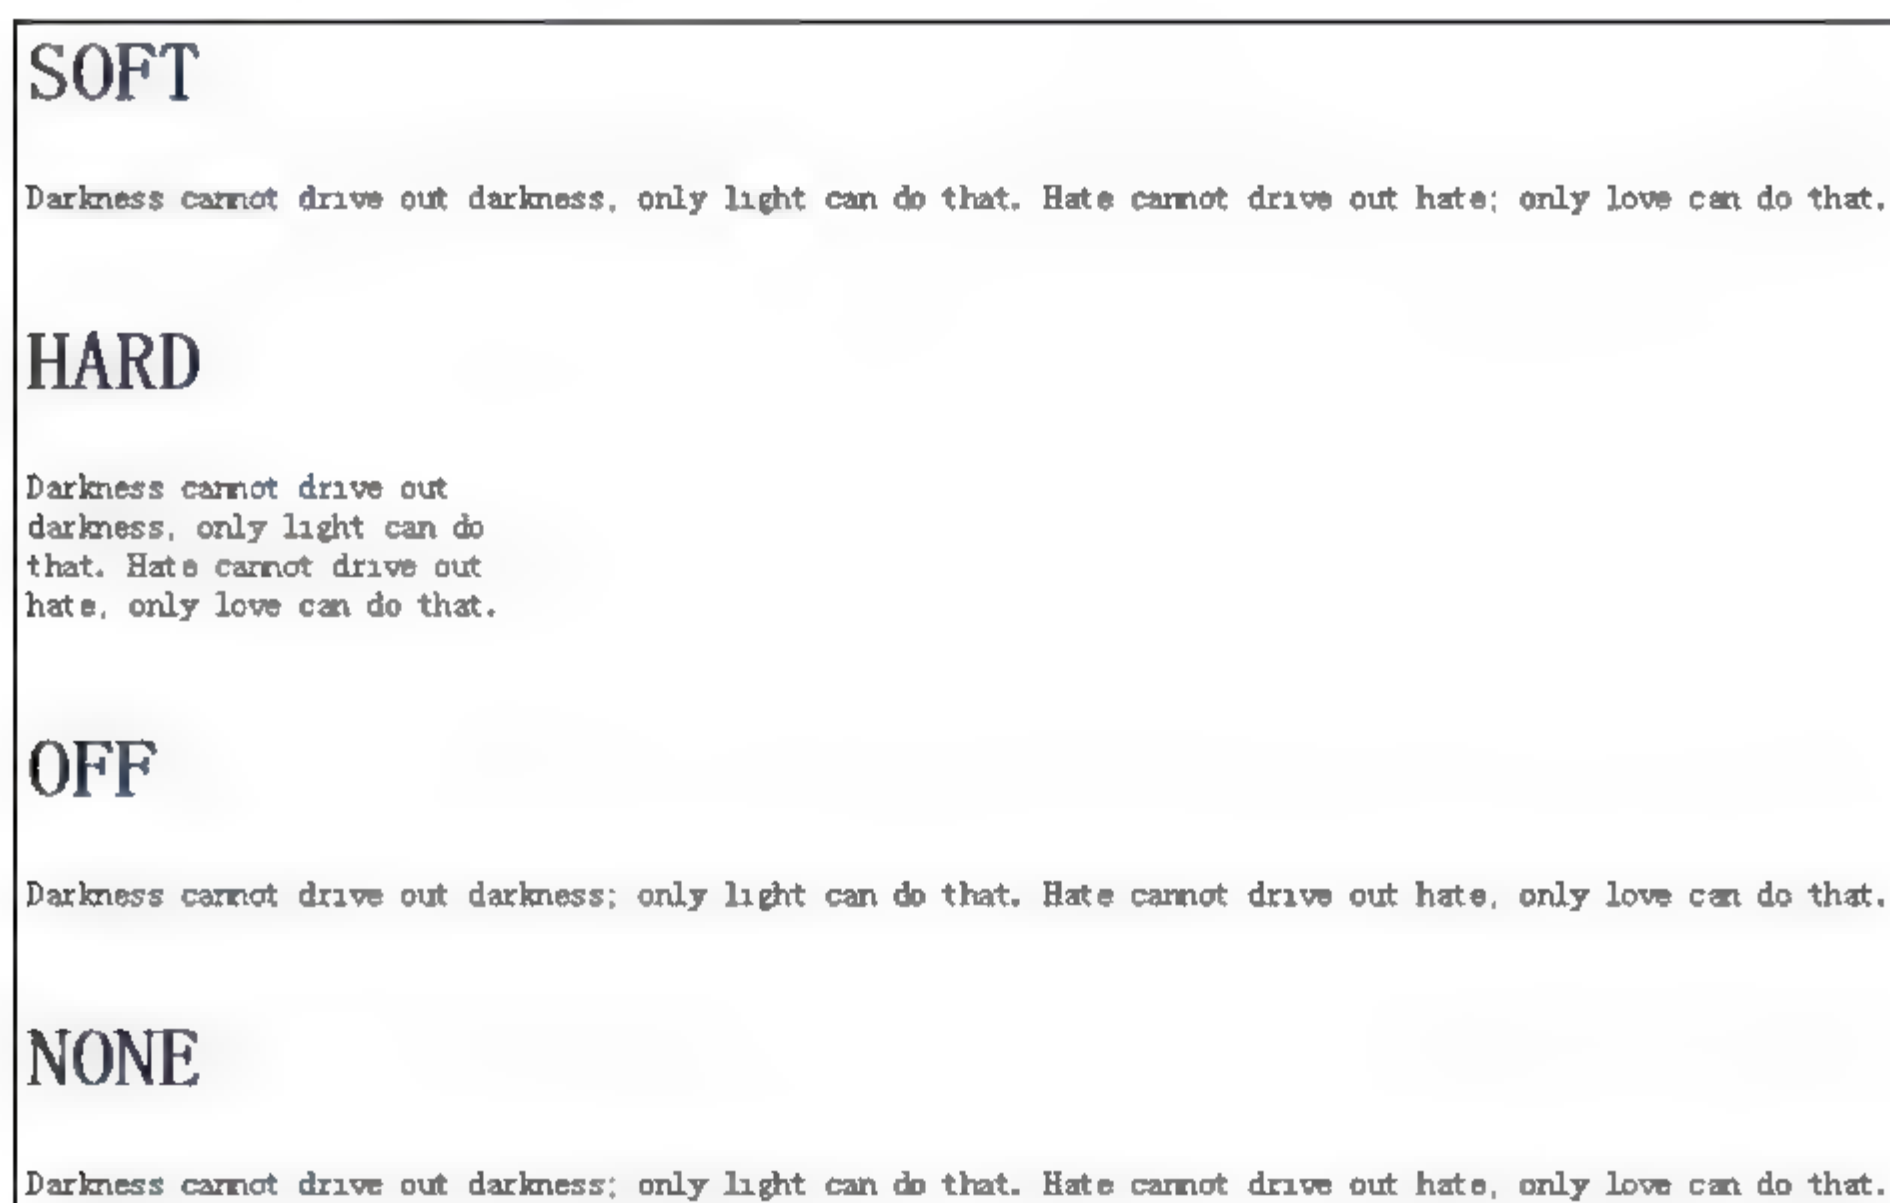 SOFT
Darkness cannot drive out darkness, only light can do that. Hate cannot drive out hate; only love can do that.
HARD
Darkness cannot drive out
darkness, only light can do
that. Hate cannot drive out
hate, only love can do that.
OFF
Darkness cannot drive out darkness; only light can do that. Hate cannot drive out hate, only love can do that.
NONE
Darkness cannot drive out darkness; only light can do that. Hate cannot drive out hate, only love can do that.